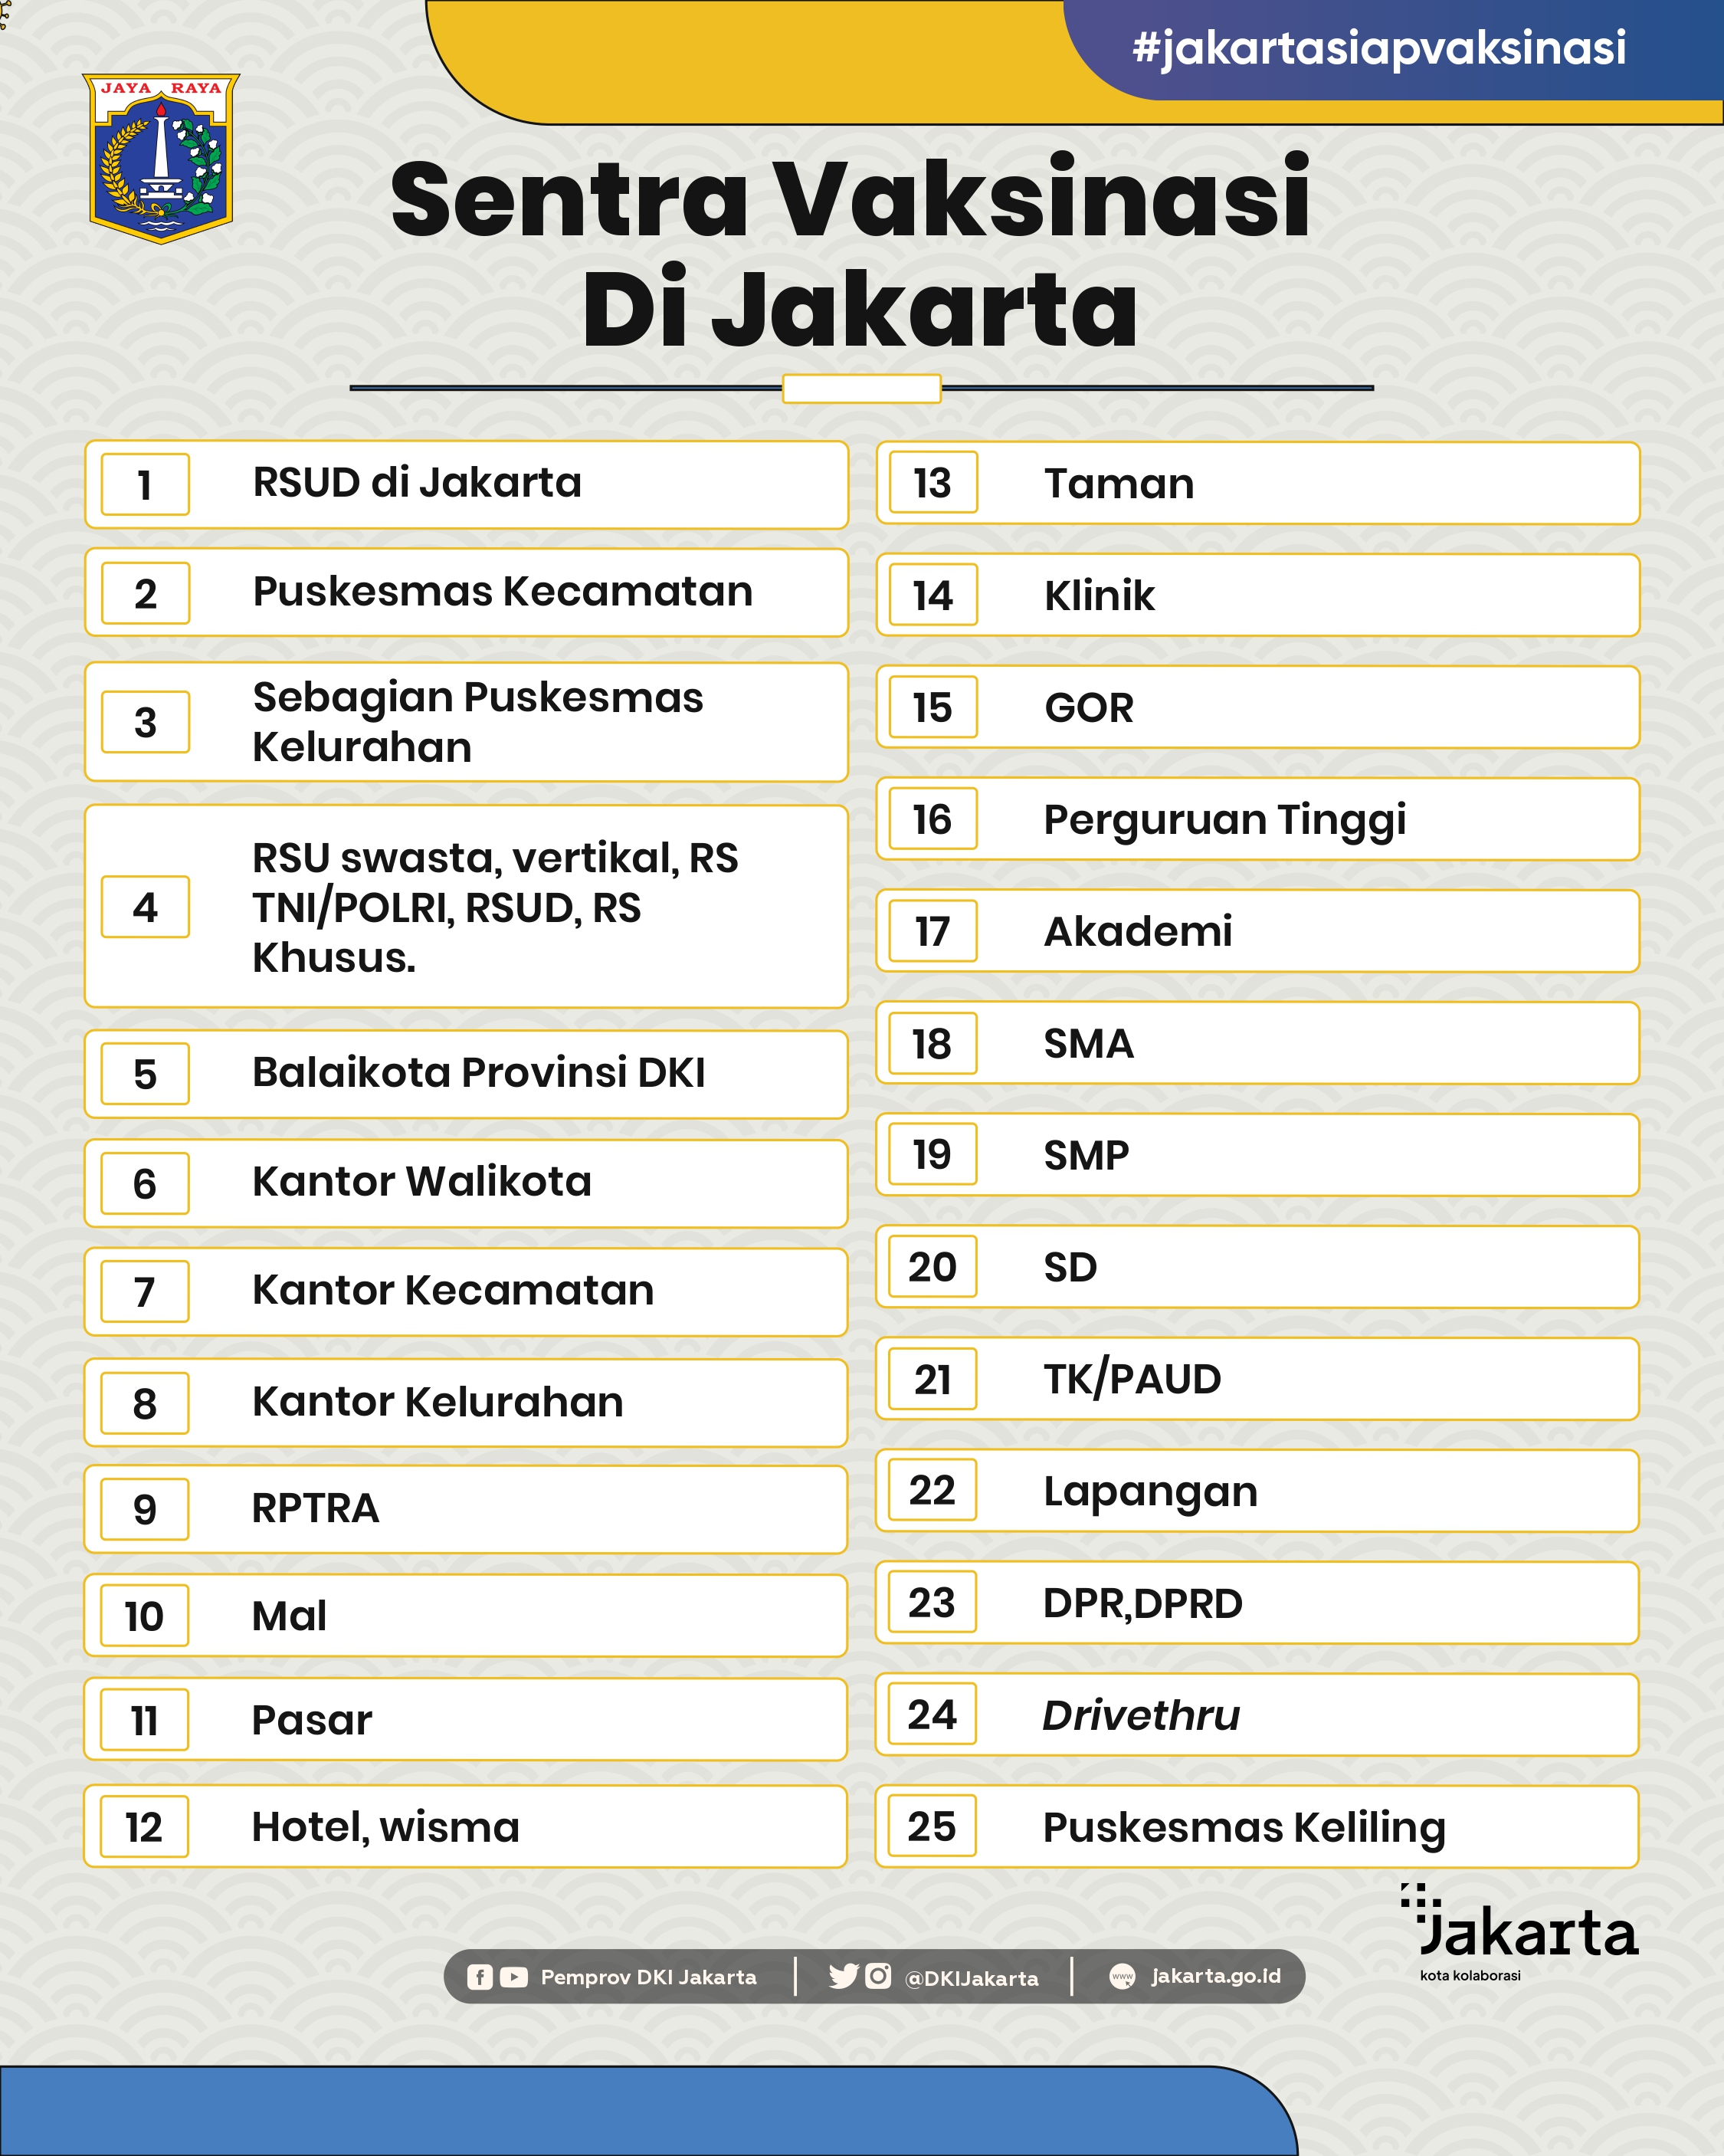 #jakartasiapvaksinasi
JAYA RAYA
Sentra Vaksinasi
Di Jakarta
1 RSUD di Jakarta
2 Puskesmas Kecamatan
3 Sebagian Puskesmas
Kelurahan
4 RSU swasta, vertikal, RS
TNI/POLRI, RSUD, RS
Khusus.
5 Balaikota Provinsi DKI
6 Kantor Walikota
7 Kantor Kecamatan
8 Kantor Kelurahan
9 RPTRA
10 Mal
11 Pasar
12 Hotel, wisma
13 Taman
14 Klinik
15 GOR
16 Perguruan Tinggi
17 Akademi
18 SMA
19 SMP
20 SD
21 TK/PAUD
22 Lapangan
23 DPR,DPRD
24 Drivethru
25 Puskesmas Keliling
Jakarta
kota kolaborasi
Pemprov DKI Jakarta
@DKIJakarta
www
jakarta.go.id